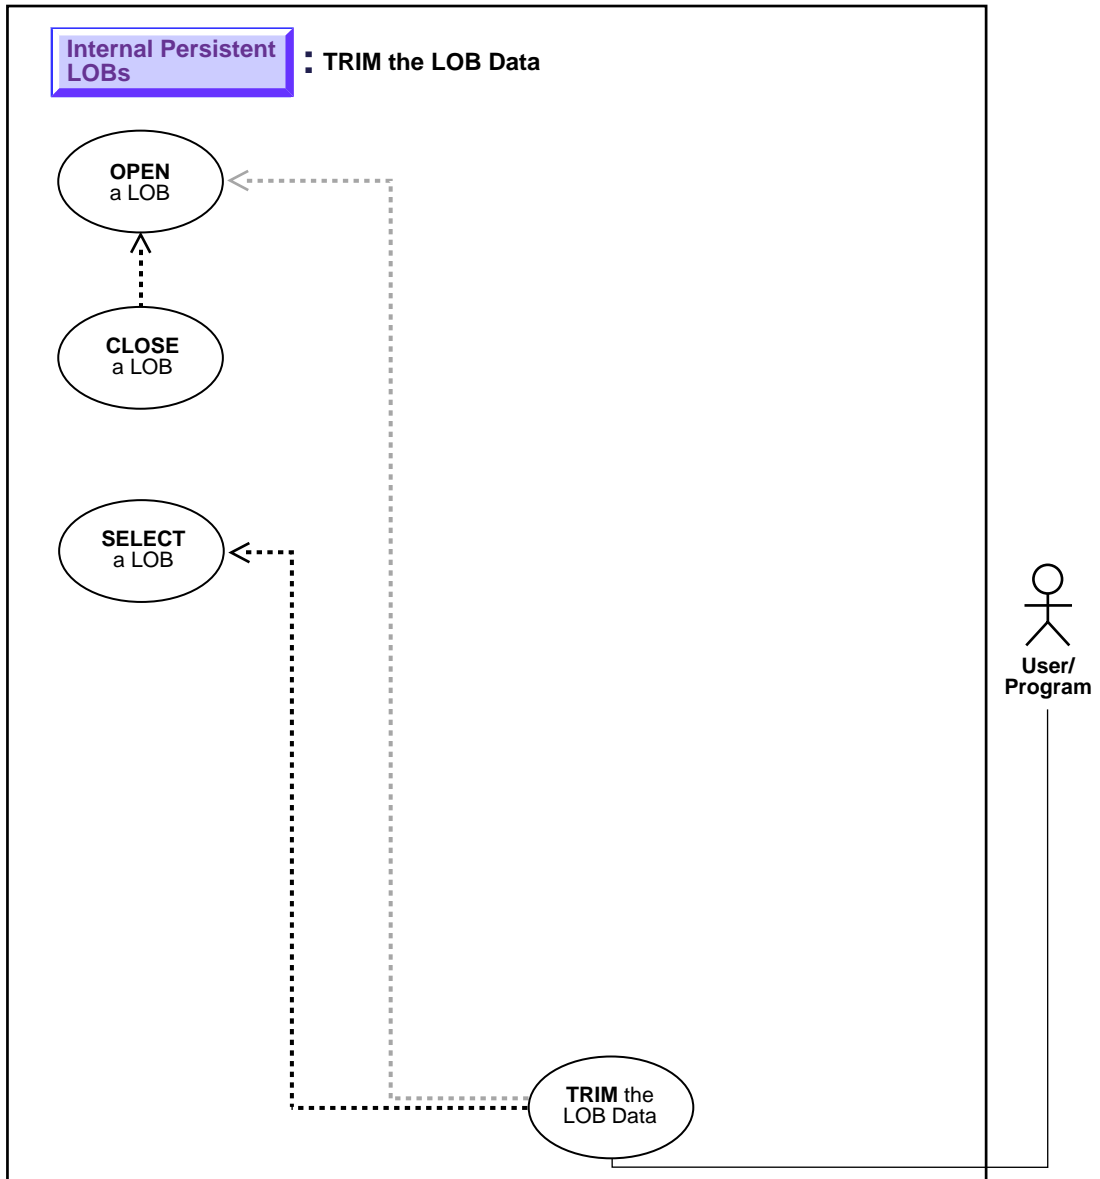 Internal Persistent
LOBs
: TRIM the LOB Data
OPEN
a LOB
CLOSE
a LOB
SELECT
a LOB
User/
Program
TRIM the
LOB Data